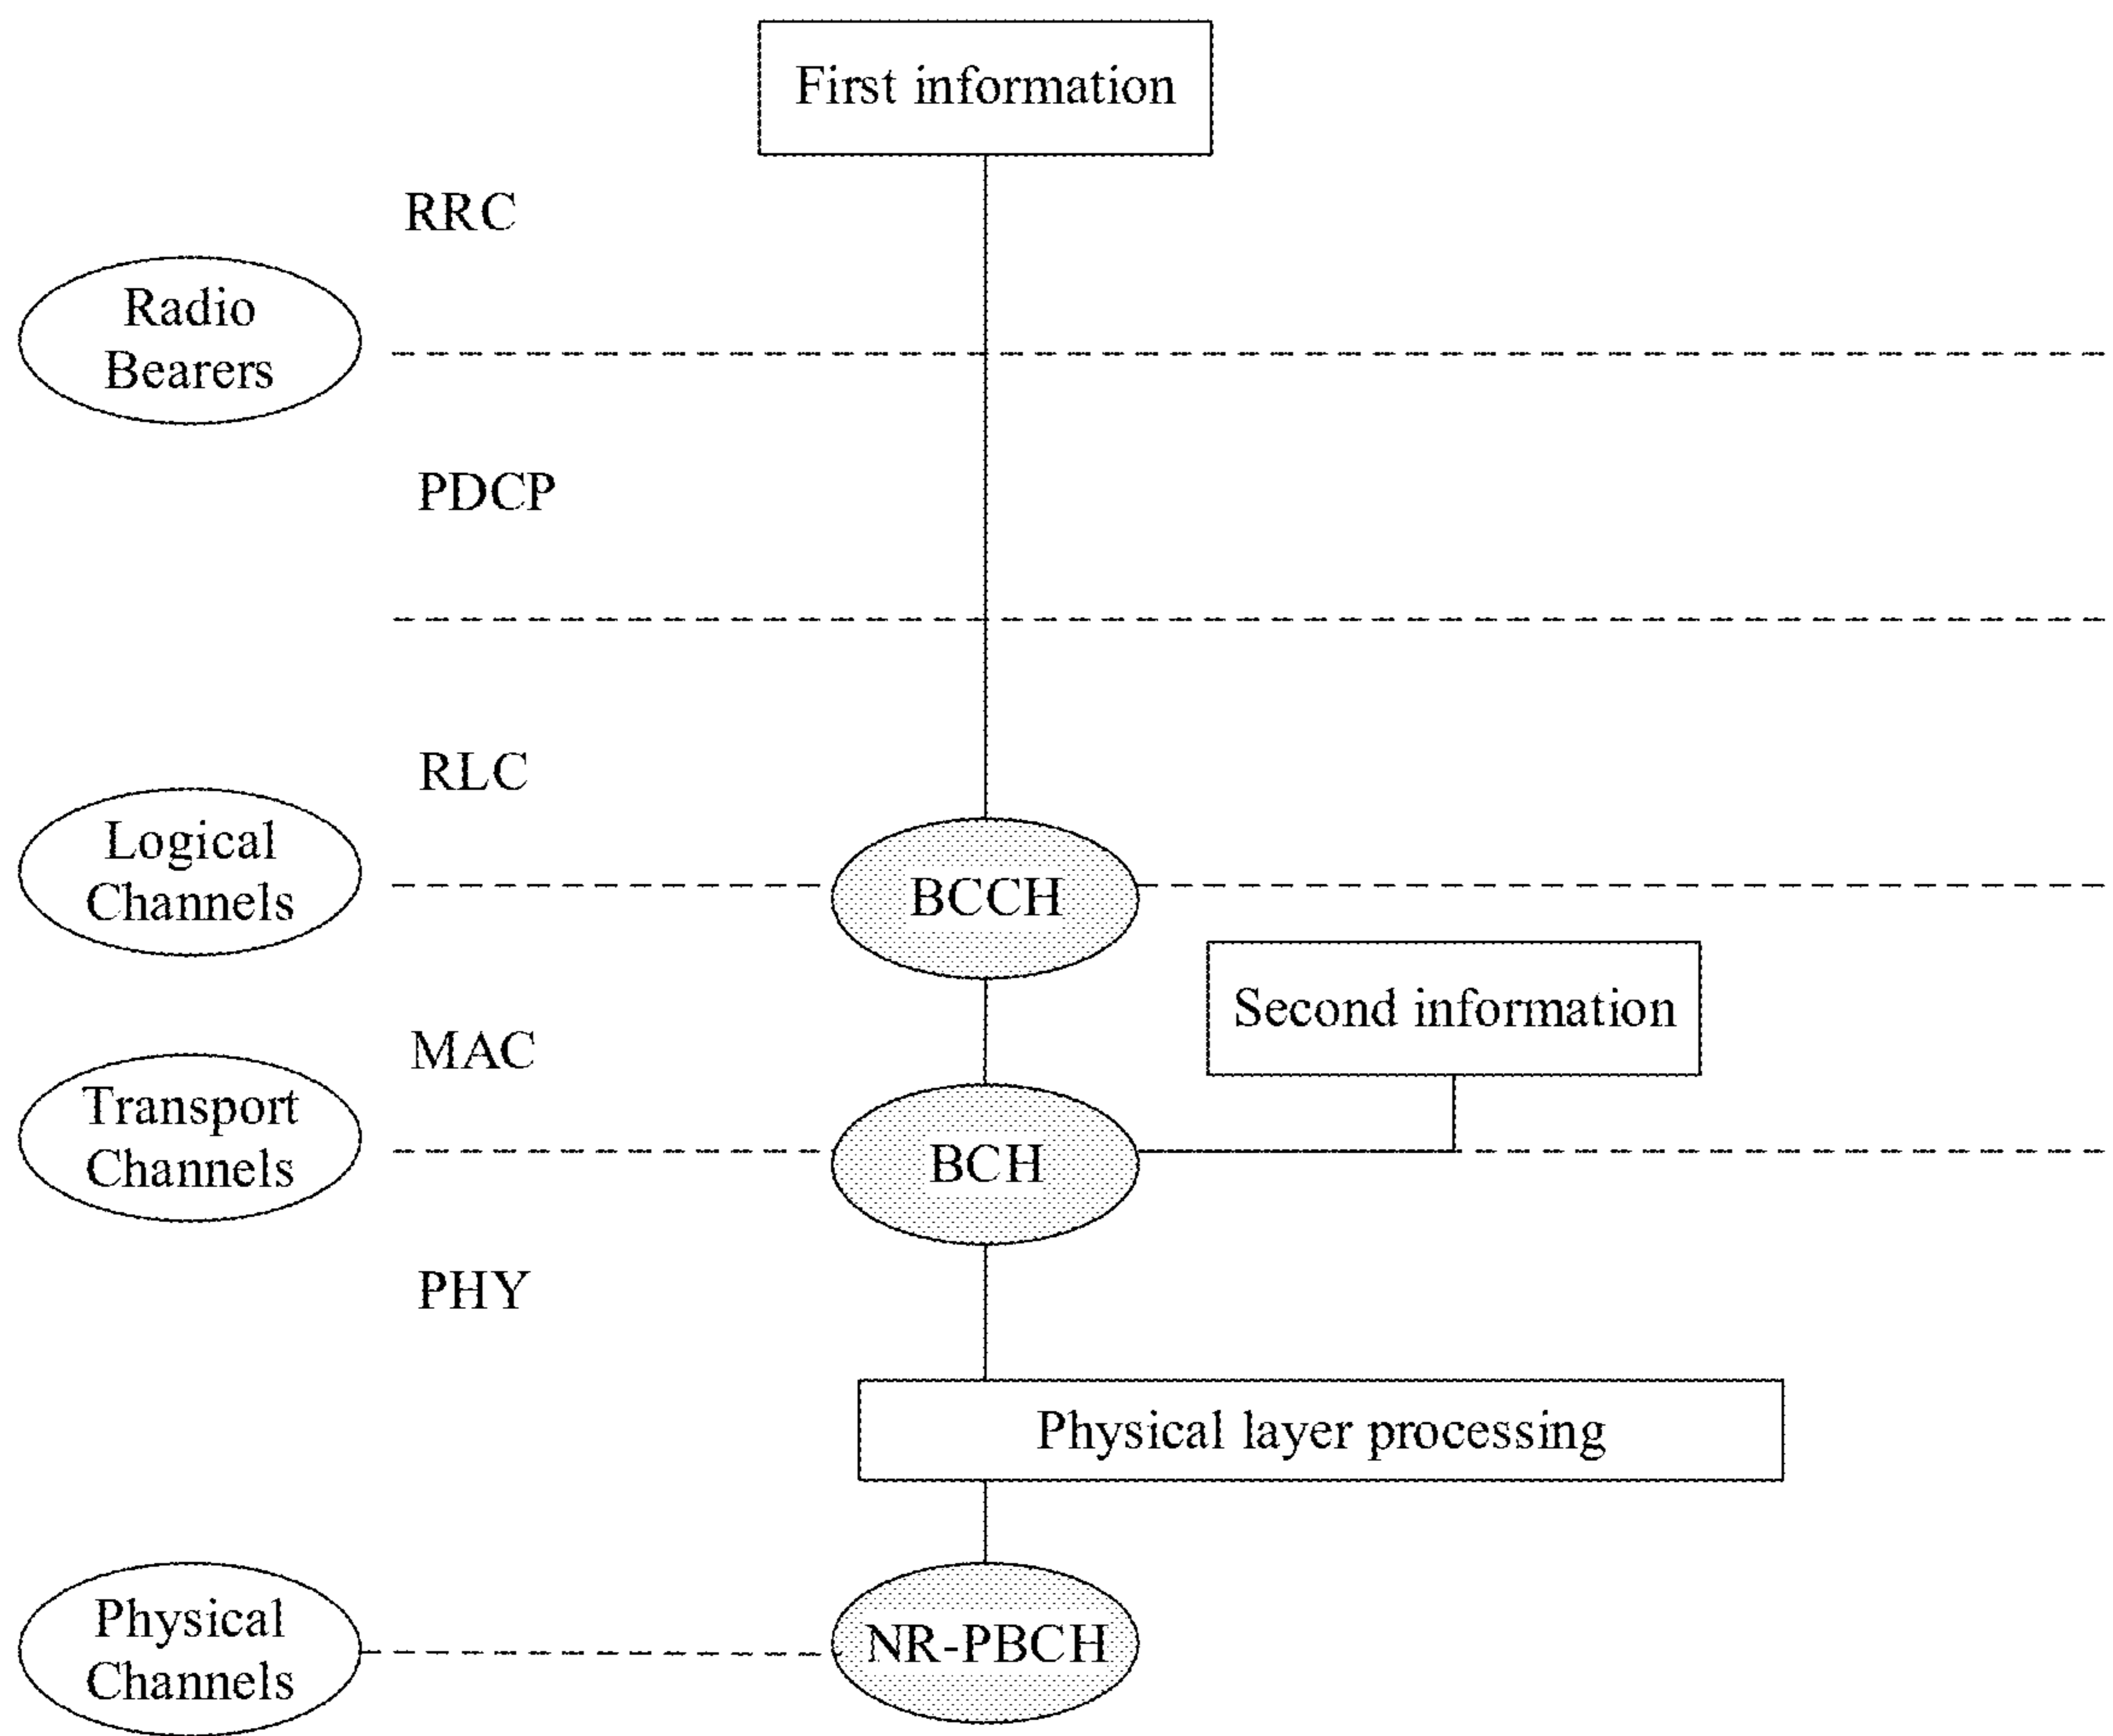 First information
RRC
Radio
Bearers
PDCP
RLC
Logical
Channels
BCCH
Second information
MAC
Transport
Channels
BCH
PHY
Physical layer processing
Physical
Channels
NR-PBCH